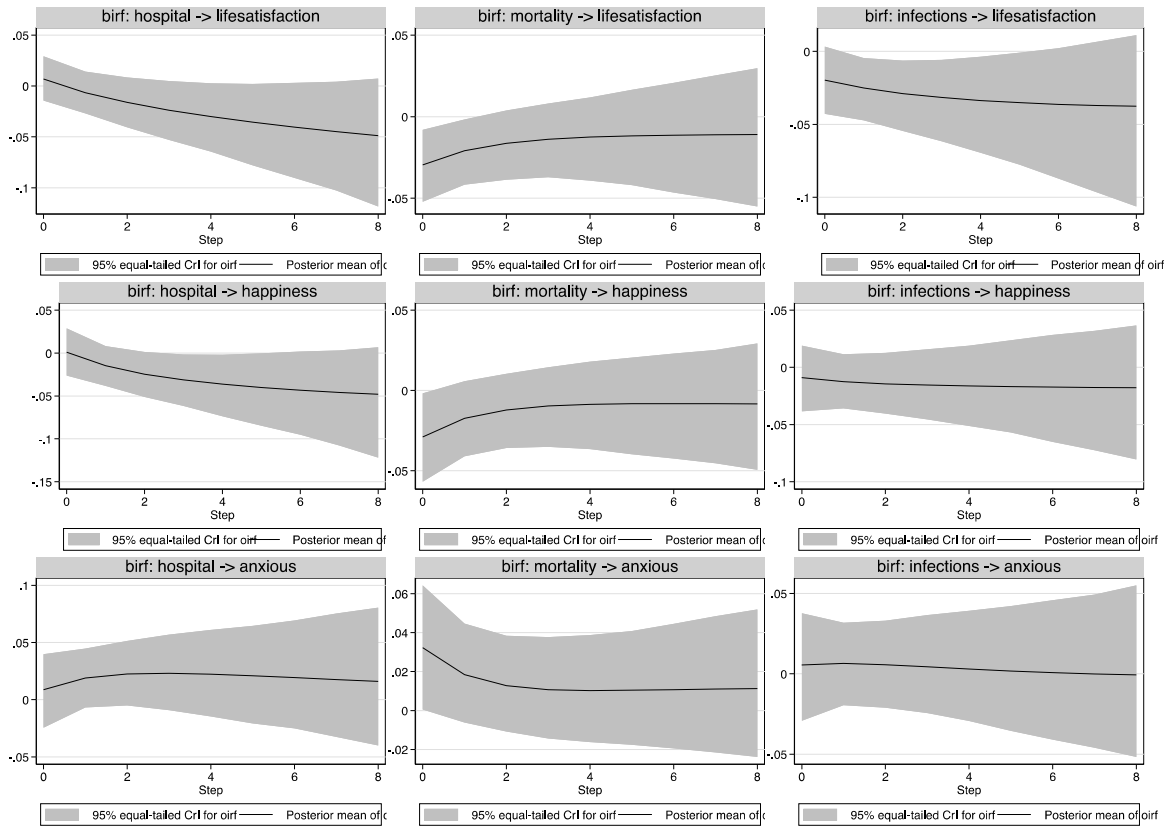 birf: hospital -> lifesatisfaction
.05
0
-.05
-.1
0 2 4 6 8
Step
95% equal-tailed CrI for oirf Posterior mean of o
birf: mortality -> lifesatisfaction
.05
0
-.05
0 2 4 6 8
Step
95% equal-tailed CrI for oirf Posterior mean of o
birf: infections -> lifesatisfaction
0
-.05
-.1
0 2 4 6 8
Step
95% equal-tailed CrI for oirf Posterior mean of oirf
birf: hospital -> happiness
.05
0
-.05
-.1
-.15
0 2 4 6 8
Step
95% equal-tailed CrI for oirf Posterior mean of o
birf: mortality -> happiness
.05
0
-.05
0 2 4 6 8
Step
95% equal-tailed CrI for oirf Posterior mean of o
birf: infections -> happiness
.05
0
-.05
-.1
0 2 4 6 8
Step
95% equal-tailed CrI for oirf Posterior mean of oirf
birf: hospital -> anxious
.1
.05
0
-.05
0 2 4 6 8
Step
95% equal-tailed CrI for oirf Posterior mean of o
birf: mortality -> anxious
.06
.04
.02
0
-.02
0 2 4 6 8
Step
95% equal-tailed CrI for oirf Posterior mean of o
birf: infections -> anxious
.05
0
-.05
0 2 4 6 8
Step
95% equal-tailed CrI for oirf Posterior mean of oirf